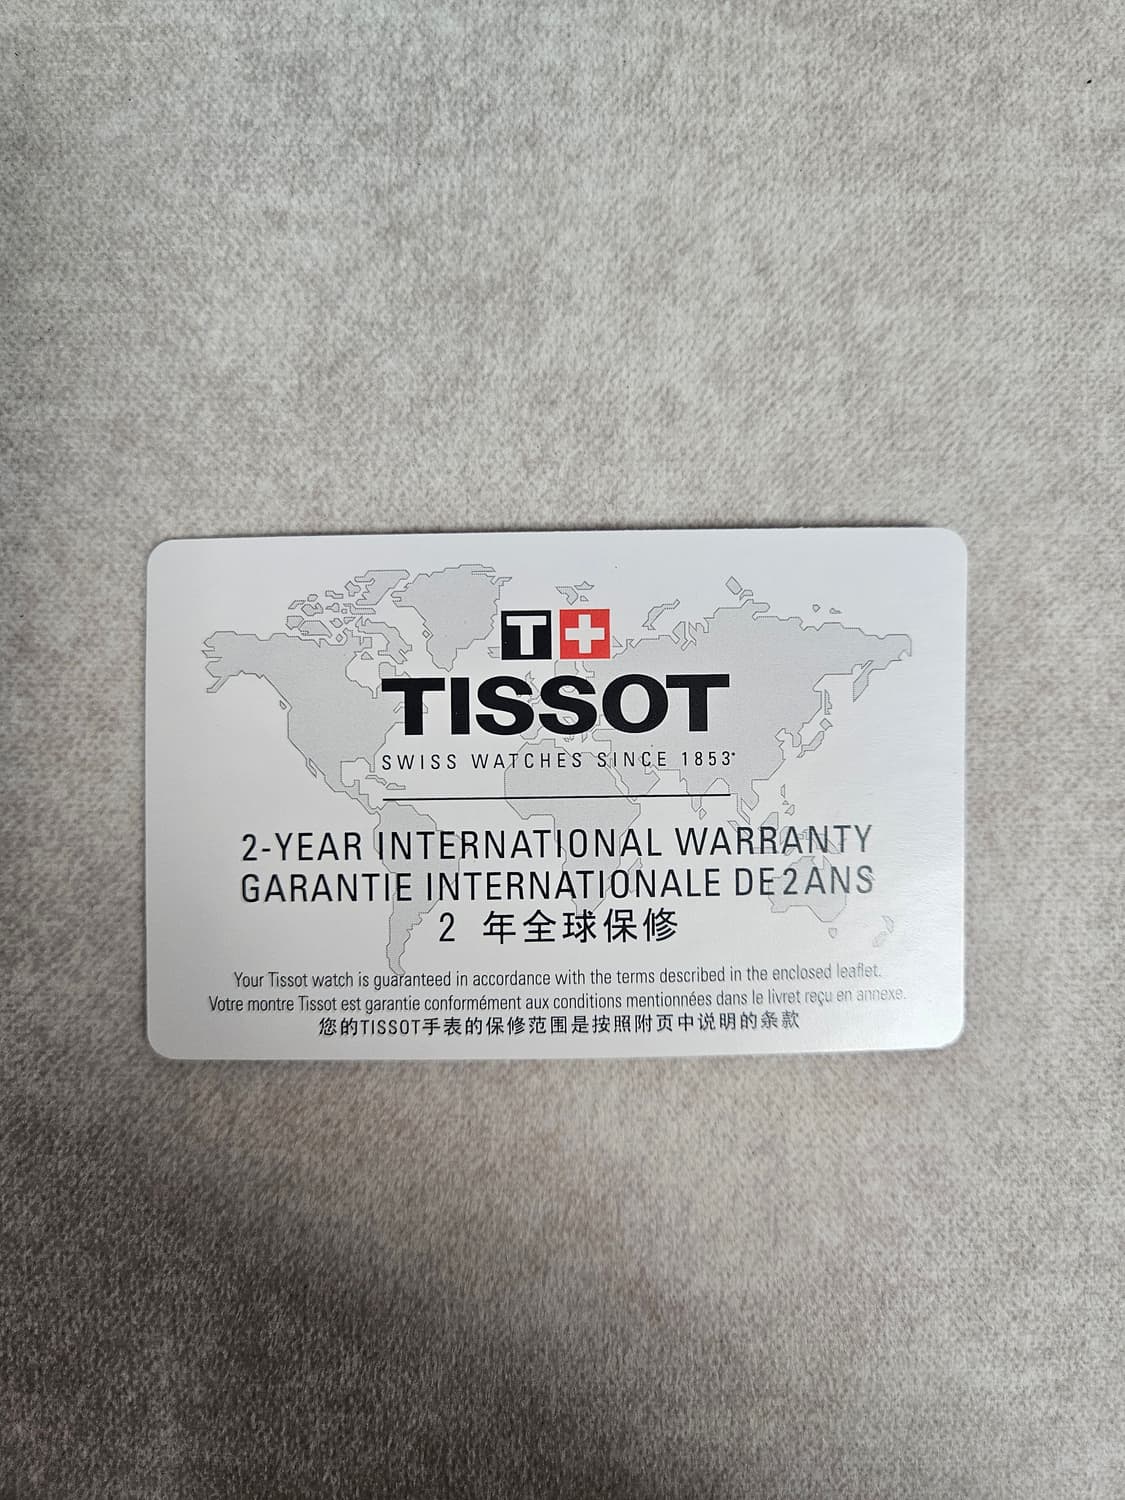 T+
TISSOT
SWISS WATCHES SINCE 1853*
2-YEAR INTERNATIONAL WARRANTY
GARANTIE INTERNATIONALE DE 2 ANS
2 年全球保修
Your Tissot watch is guaranteed in accordance with the terms described in the enclosed leaflet.
Votre montre Tissot est garantie conformément aux conditions mentionnées dans le livret reçu en annexe.
您的TISSOT手表的保修范围是按照附页中说明的条款